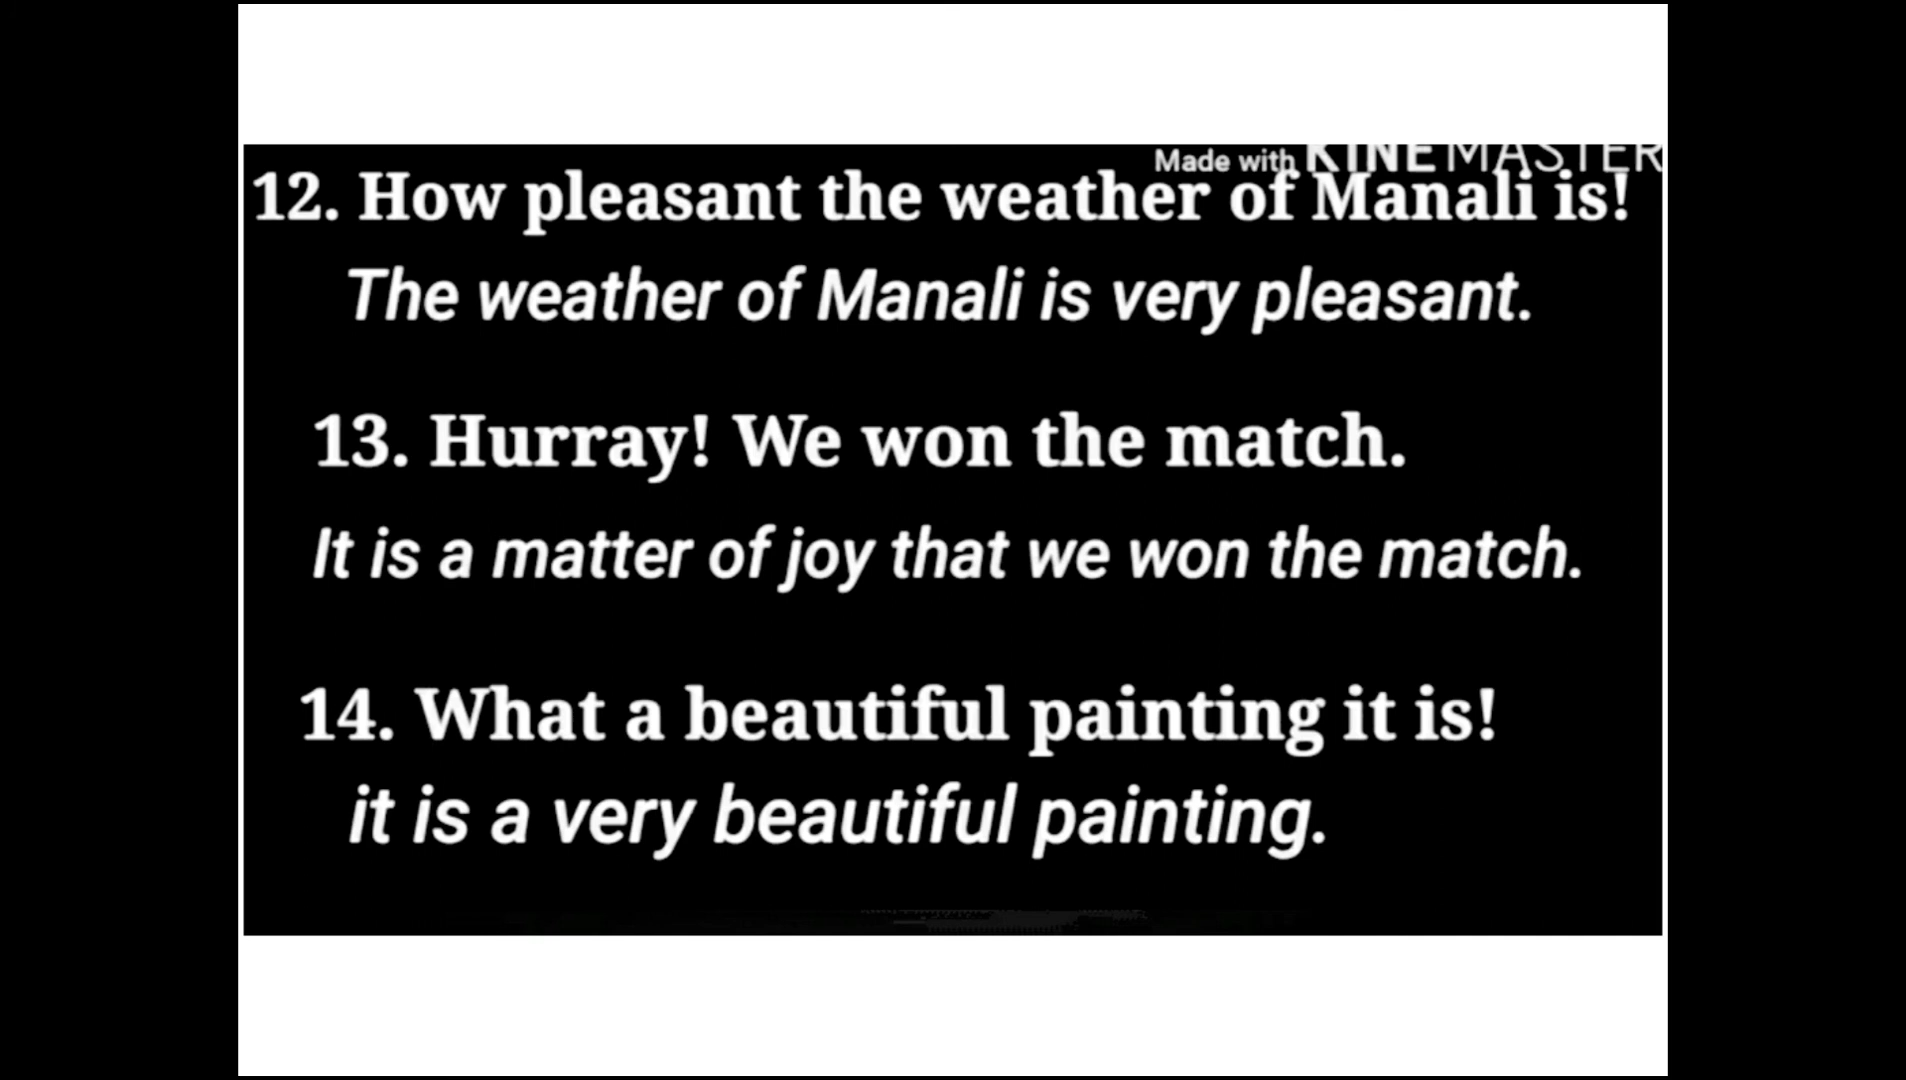 Made with KINEMASTER
12. How pleasant the weather of Manali is!
The weather of Manali is very pleasant.
13. Hurray! We won the match.
It is a matter of joy that we won the match.
14. What a beautiful painting it is!
it is a very beautiful painting.